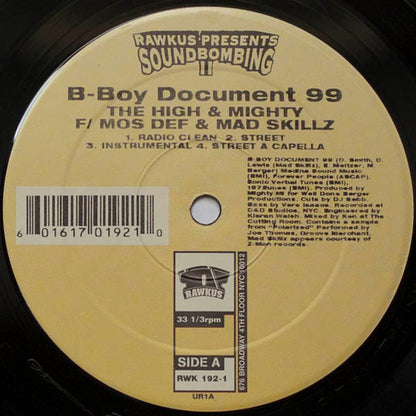 RAWKUS PRESENTS
SOUNDBOMBING
II
B-Boy Document 99
THE HIGH & MIGHTY
F/ MOS DEF & MAD SKILLZ
1. RADIO CLEAN 2. STREET
3. INSTRUMENTAL 4. STREET A CAPELLA
B-BOY DOCUMENT 99 (D. Smith, D.
Lewis (Mad Skillz), E. Meltzer, M
Berger) Medina Sound Music
(BMI), Forever People (ASCAP),
Sonic Verbal Tunes (BMI),
1972tunes (BMI), Produced by
Mighty Mi for Well Done Berger
Productions. Cuts by DJ Sebb.
Bass by Vere Isaacs. Recorded at
D&D Studios, NYC. Engineered by
Kieran Walsh. Mixed by Ken at The
Cutting Room. Contains a sample
from "Polarized" Performed by
Joe Thomas, Groove Merchant.
Mad Skillz appears courtesy of
Z-Man records.
6 01617 01921 0
RAWKUS
33 1/3rpm
SIDE A
RWK 192-1
676 BROADWAY 4TH FLOOR NYC 10012
UR1A